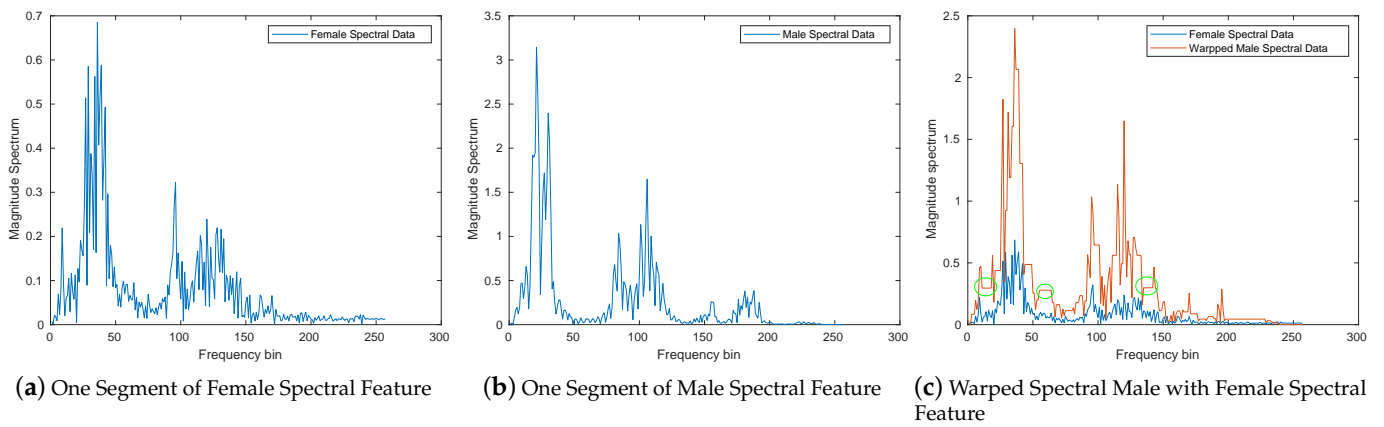 Female Spectral Data
Magnitude Spectrum
0.7
0.6
0.5
0.4
0.3
0.2
0.1
0
0 50 100 150 200 250 300
Frequency bin
(a) One Segment of Female Spectral Feature
Male Spectral Data
Magnitude Spectrum
3.5
3
2.5
2
1.5
1
0.5
0
0 50 100 150 200 250 300
Frequency bin
(b) One Segment of Male Spectral Feature
Female Spectral Data
Warpped Male Spectral Data
Magnitude spectrum
2.5
2
1.5
1
0.5
0
0 50 100 150 200 250 300
Frequency bin
(c) Warped Spectral Male with Female Spectral
Feature